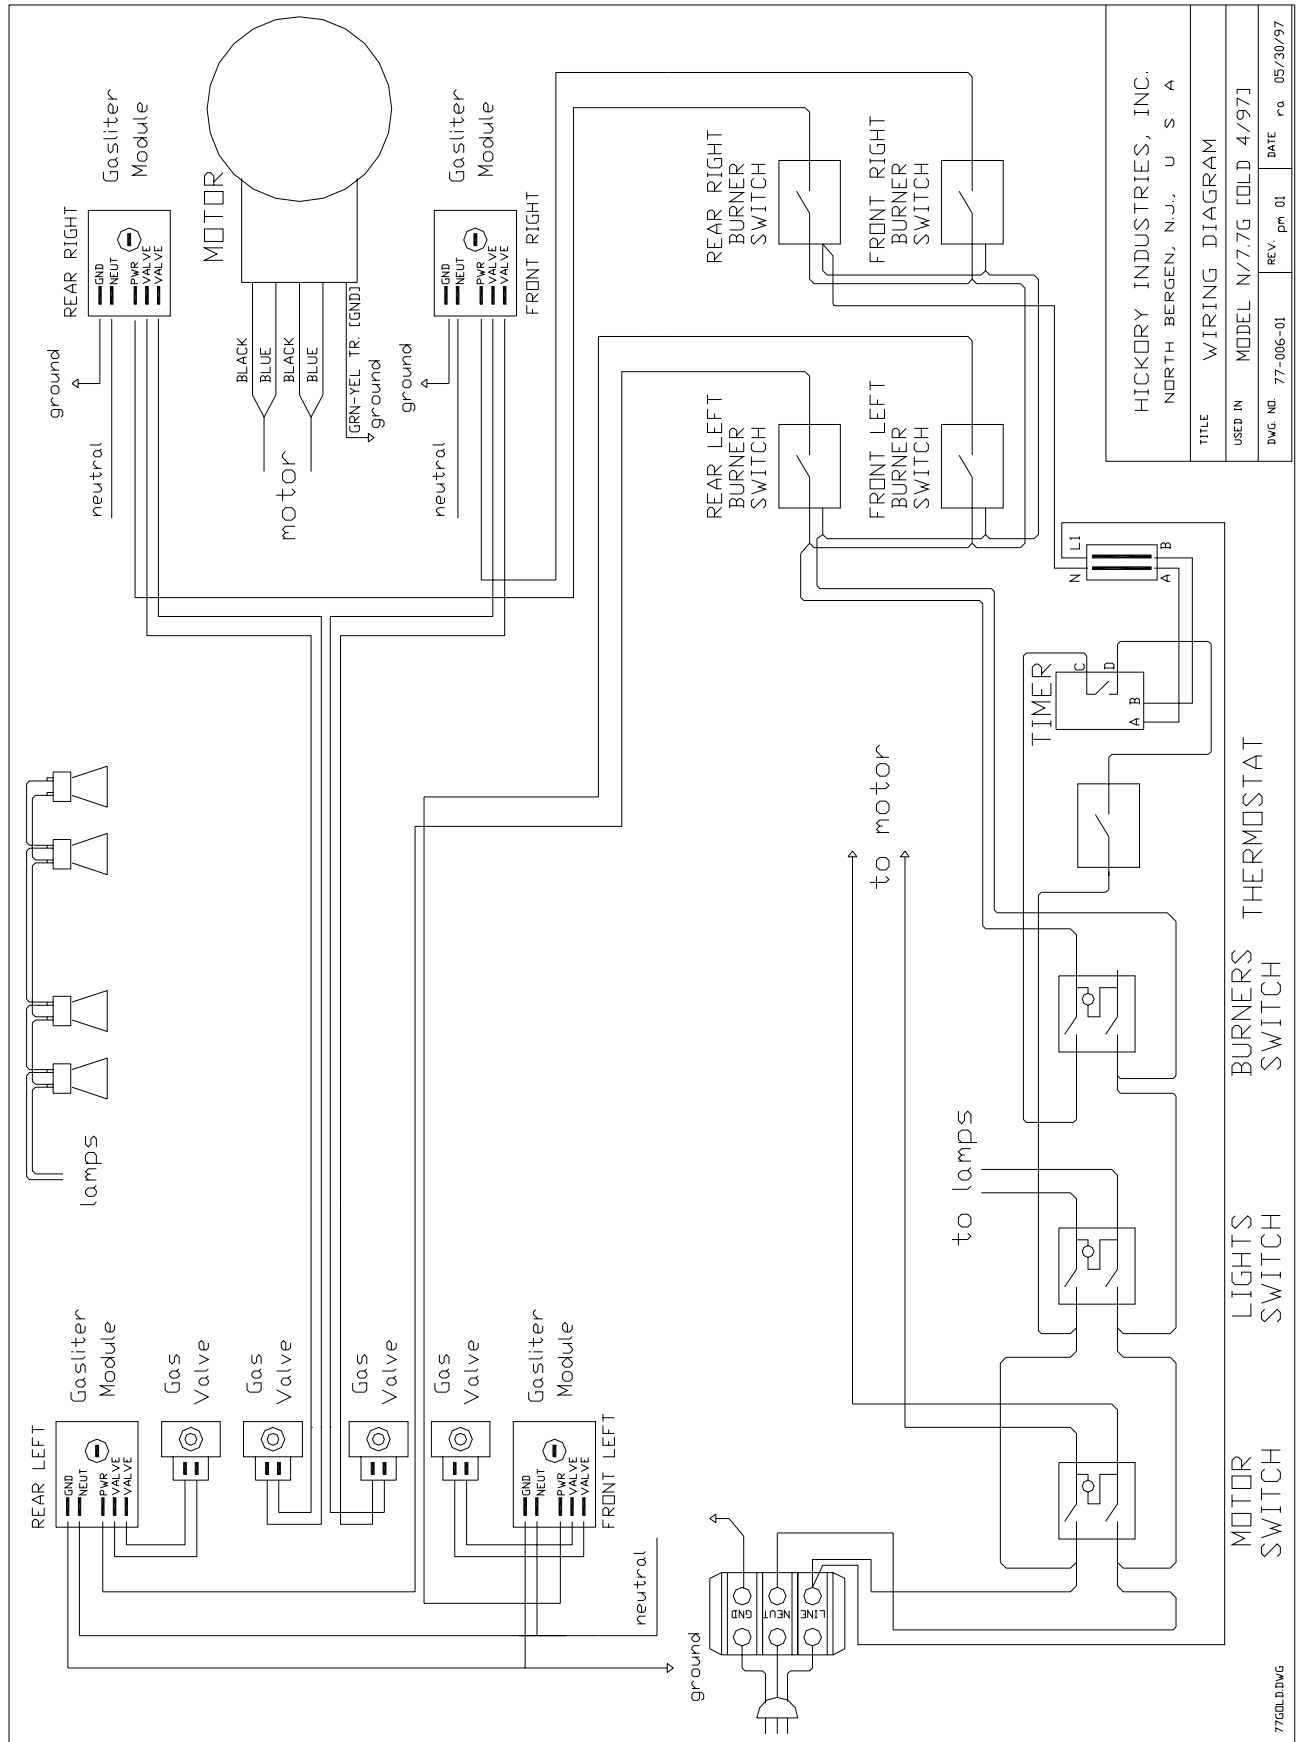 REAR LEFT
GND
NEUT
PWR
VALVE
VALVE
Gasliter
Module
Gas
Valve
Gas
Valve
Gas
Valve
Gas
Valve
Gasliter
Module
GND
NEUT
PWR
VALVE
VALVE
FRONT LEFT
neutral
ground
lamps
REAR RIGHT
GND
NEUT
PWR
VALVE
VALVE
Gasliter
Module
ground
neutral
MOTOR
BLACK
BLUE
BLACK
BLUE
GRN-YEL TR. [GND]
ground
motor
Gasliter
Module
GND
NEUT
PWR
VALVE
VALVE
FRONT RIGHT
ground
neutral
REAR RIGHT
BURNER
SWITCH
FRONT RIGHT
BURNER
SWITCH
REAR LEFT
BURNER
SWITCH
FRONT LEFT
BURNER
SWITCH
GND
NEUT
LINE
to motor
to lamps
TIMER
C
D
A
B
N
L1
A
B
MOTOR
SWITCH
LIGHTS
SWITCH
BURNERS
SWITCH
THERMOSTAT
HICKORY INDUSTRIES, INC.
NORTH BERGEN, N.J., U S A
TITLE WIRING DIAGRAM
USED IN MODEL N/7.7G [OLD 4/97]
DWG. NO. 77-006-01 REV. pm 01 DATE ra 05/30/97
77GOLD.DWG